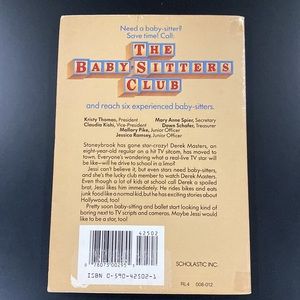 Need a baby-sitter?
Save time! Call:
THE
BABY-SITTERS
CLUB
and reach six experienced baby-sitters.
Kristy Thomas, President Mary Anne Spier, Secretary
Claudia Kishi, Vice-President Dawn Schafer, Treasurer
Mallory Pike, Junior Officer
Jessica Ramsey, Junior Officer
Stoneybrook has gone star-crazy! Derek Masters, an
eight-year-old regular on a hit TV sitcom, has moved back to
town. Everyone's wondering what a real-live TV star will
be like—will he drive to school in a limo?
Jessi can't believe it, but even stars need baby-sitters,
and she's the lucky club member to watch Derek Masters.
Even though a lot of kids at school call Derek a spoiled
brat, Jessi likes him immediately. He rides bikes and eats
junk food like a normal kid, but he has exciting stories about
Hollywood, too!
Pretty soon baby-sitting and ballet start looking kind of
boring next to TV scripts and cameras. Maybe Jessi would
like to be a star, too!
42502
ISBN 0-590-42502-1
SCHOLASTIC INC.
RL4 008-012